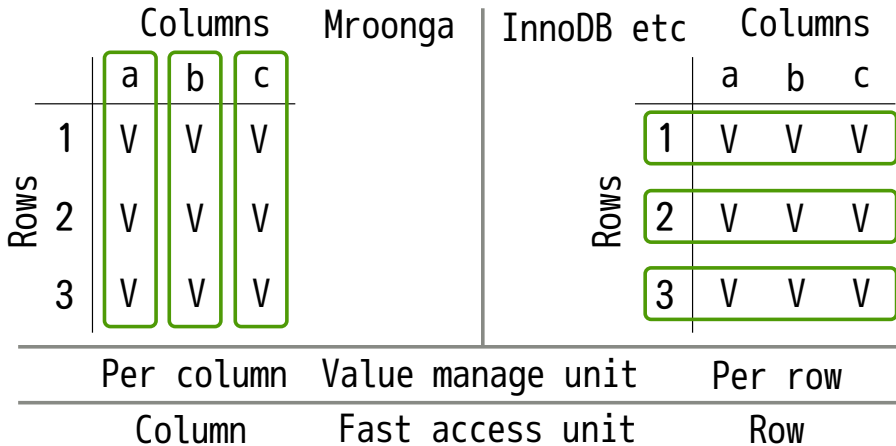 Columns Mroonga InnoDB etc Columns
a b c a b c
1 V V V 1 V V V
Rows 2 V V V Rows 2 V V V
3 V V V 3 V V V
Per column Value manage unit Per row
Column Fast access unit Row